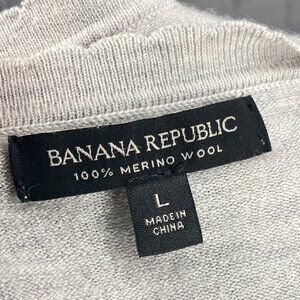 BANANA REPUBLIC
100% MERINO WOOL
L
MADE IN
CHINA